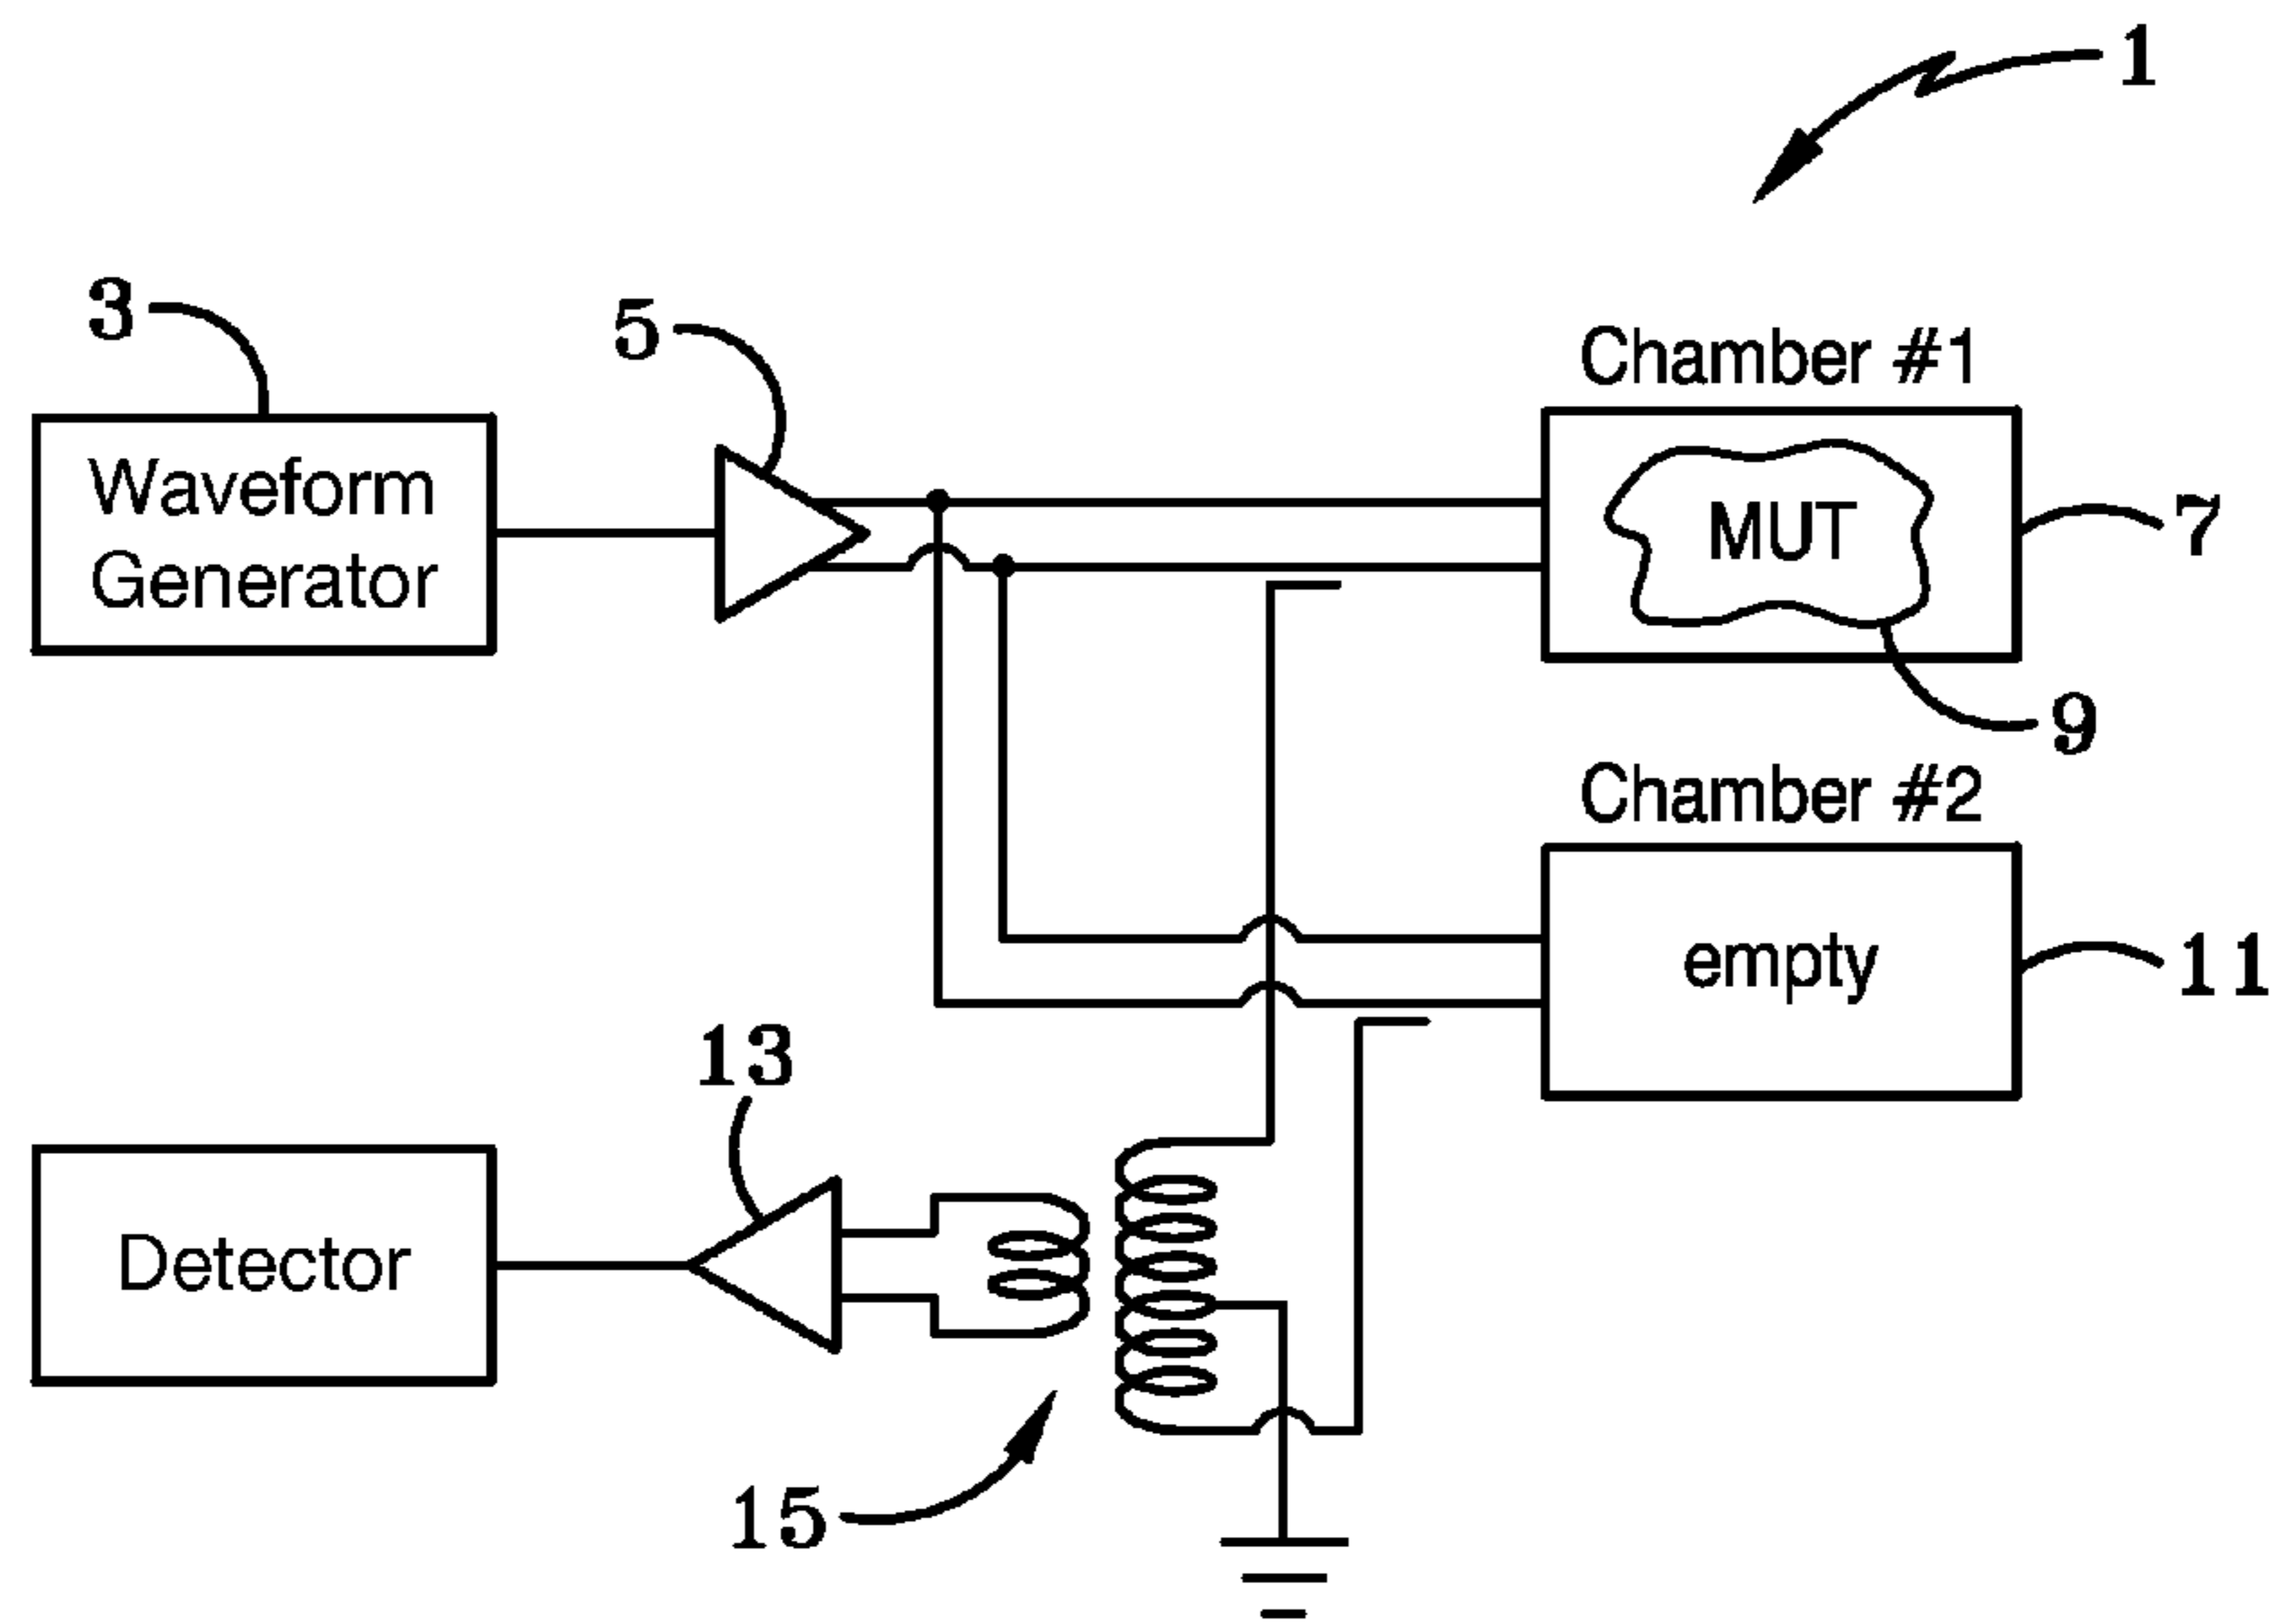 1
3
5
Chamber #1
Waveform
Generator
MUT
7
9
Chamber #2
empty
11
13
Detector
15